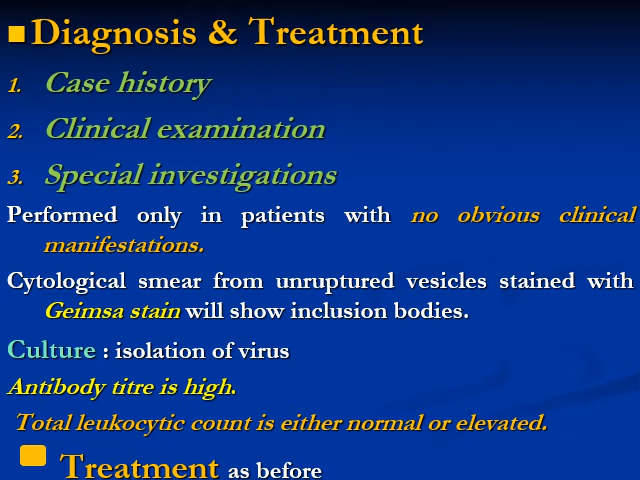 Diagnosis & Treatment
1. Case history
2. Clinical examination
3. Special investigations
Performed only in patients with no obvious clinical
manifestations.
Cytological smear from unruptured vesicles stained with
Geimsa stain will show inclusion bodies.
Culture : isolation of virus
Antibody titre is high.
Total leukocytic count is either normal or elevated.
Treatment as before